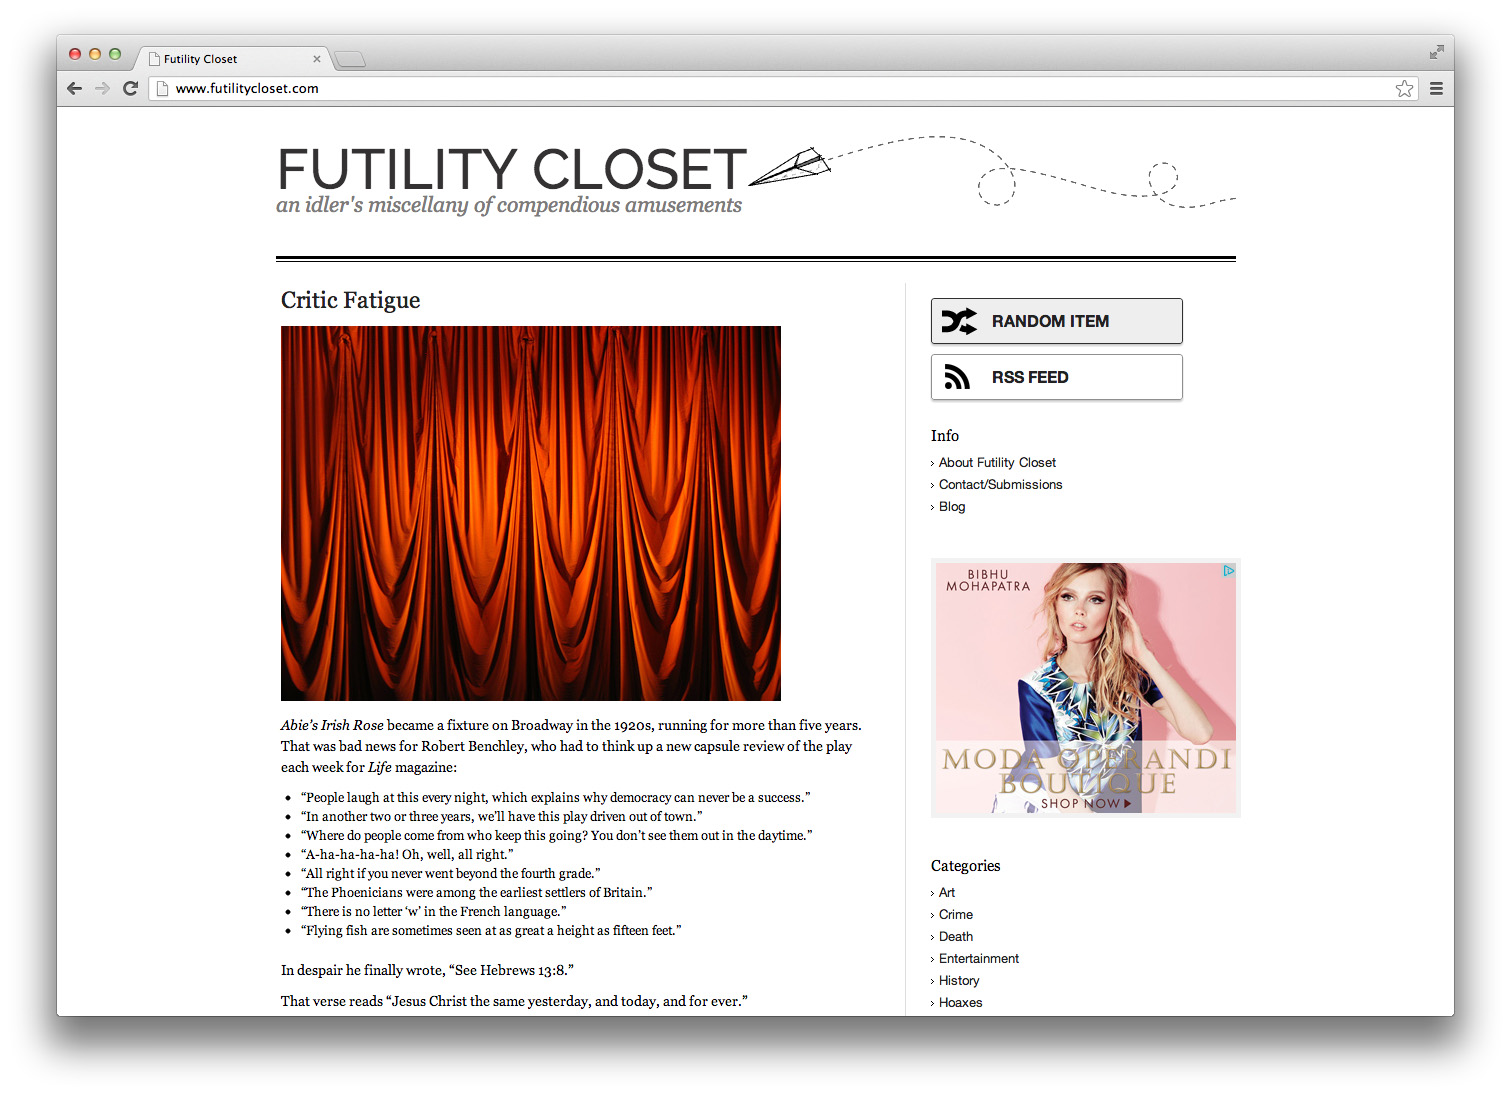 Futility Closet
www.futilitycloset.com
FUTILITY CLOSET
an idler's miscellany of compendious amusements
Critic Fatigue
Abie’s Irish Rose became a fixture on Broadway in the 1920s, running for more than five years.
That was bad news for Robert Benchley, who had to think up a new capsule review of the play
each week for Life magazine:
• “People laugh at this every night, which explains why democracy can never be a success.”
• “In another two or three years, we’ll have this play driven out of town.”
• “Where do people come from who keep this going? You don’t see them out in the daytime.”
• “A-ha-ha-ha-ha! Oh, well, all right.”
• “All right if you never went beyond the fourth grade.”
• “The Phoenicians were among the earliest settlers of Britain.”
• “There is no letter ‘w’ in the French language.”
• “Flying fish are sometimes seen at as great a height as fifteen feet.”
In despair he finally wrote, “See Hebrews 13:8.”
That verse reads “Jesus Christ the same yesterday, and today, and for ever.”
RANDOM ITEM
RSS FEED
Info
› About Futility Closet
› Contact/Submissions
› Blog
BIBHU
MOHAPATRA
MODA OPERANDI
BOUTIQUE
SHOP NOW
Categories
› Art
› Crime
› Death
› Entertainment
› History
› Hoaxes